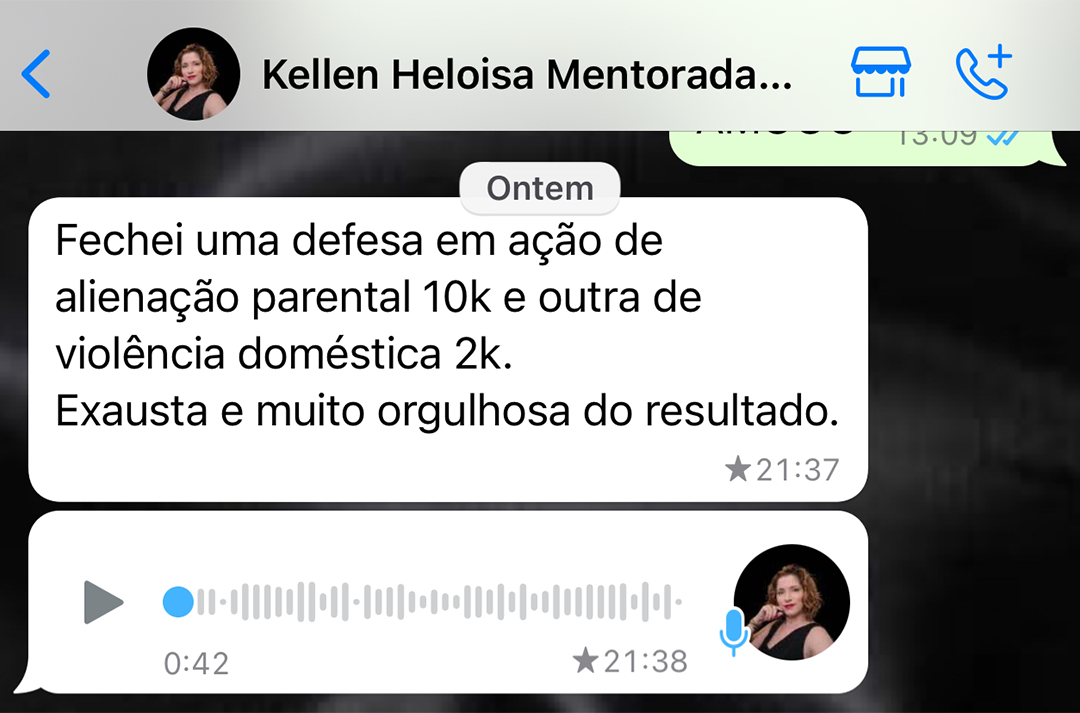 Kellen Heloisa Mentorada...
13:09
Ontem
Fechei uma defesa em ação de
alienação parental 10k e outra de
violência doméstica 2k.
Exausta e muito orgulhosa do resultado.
21:37
0:42
21:38